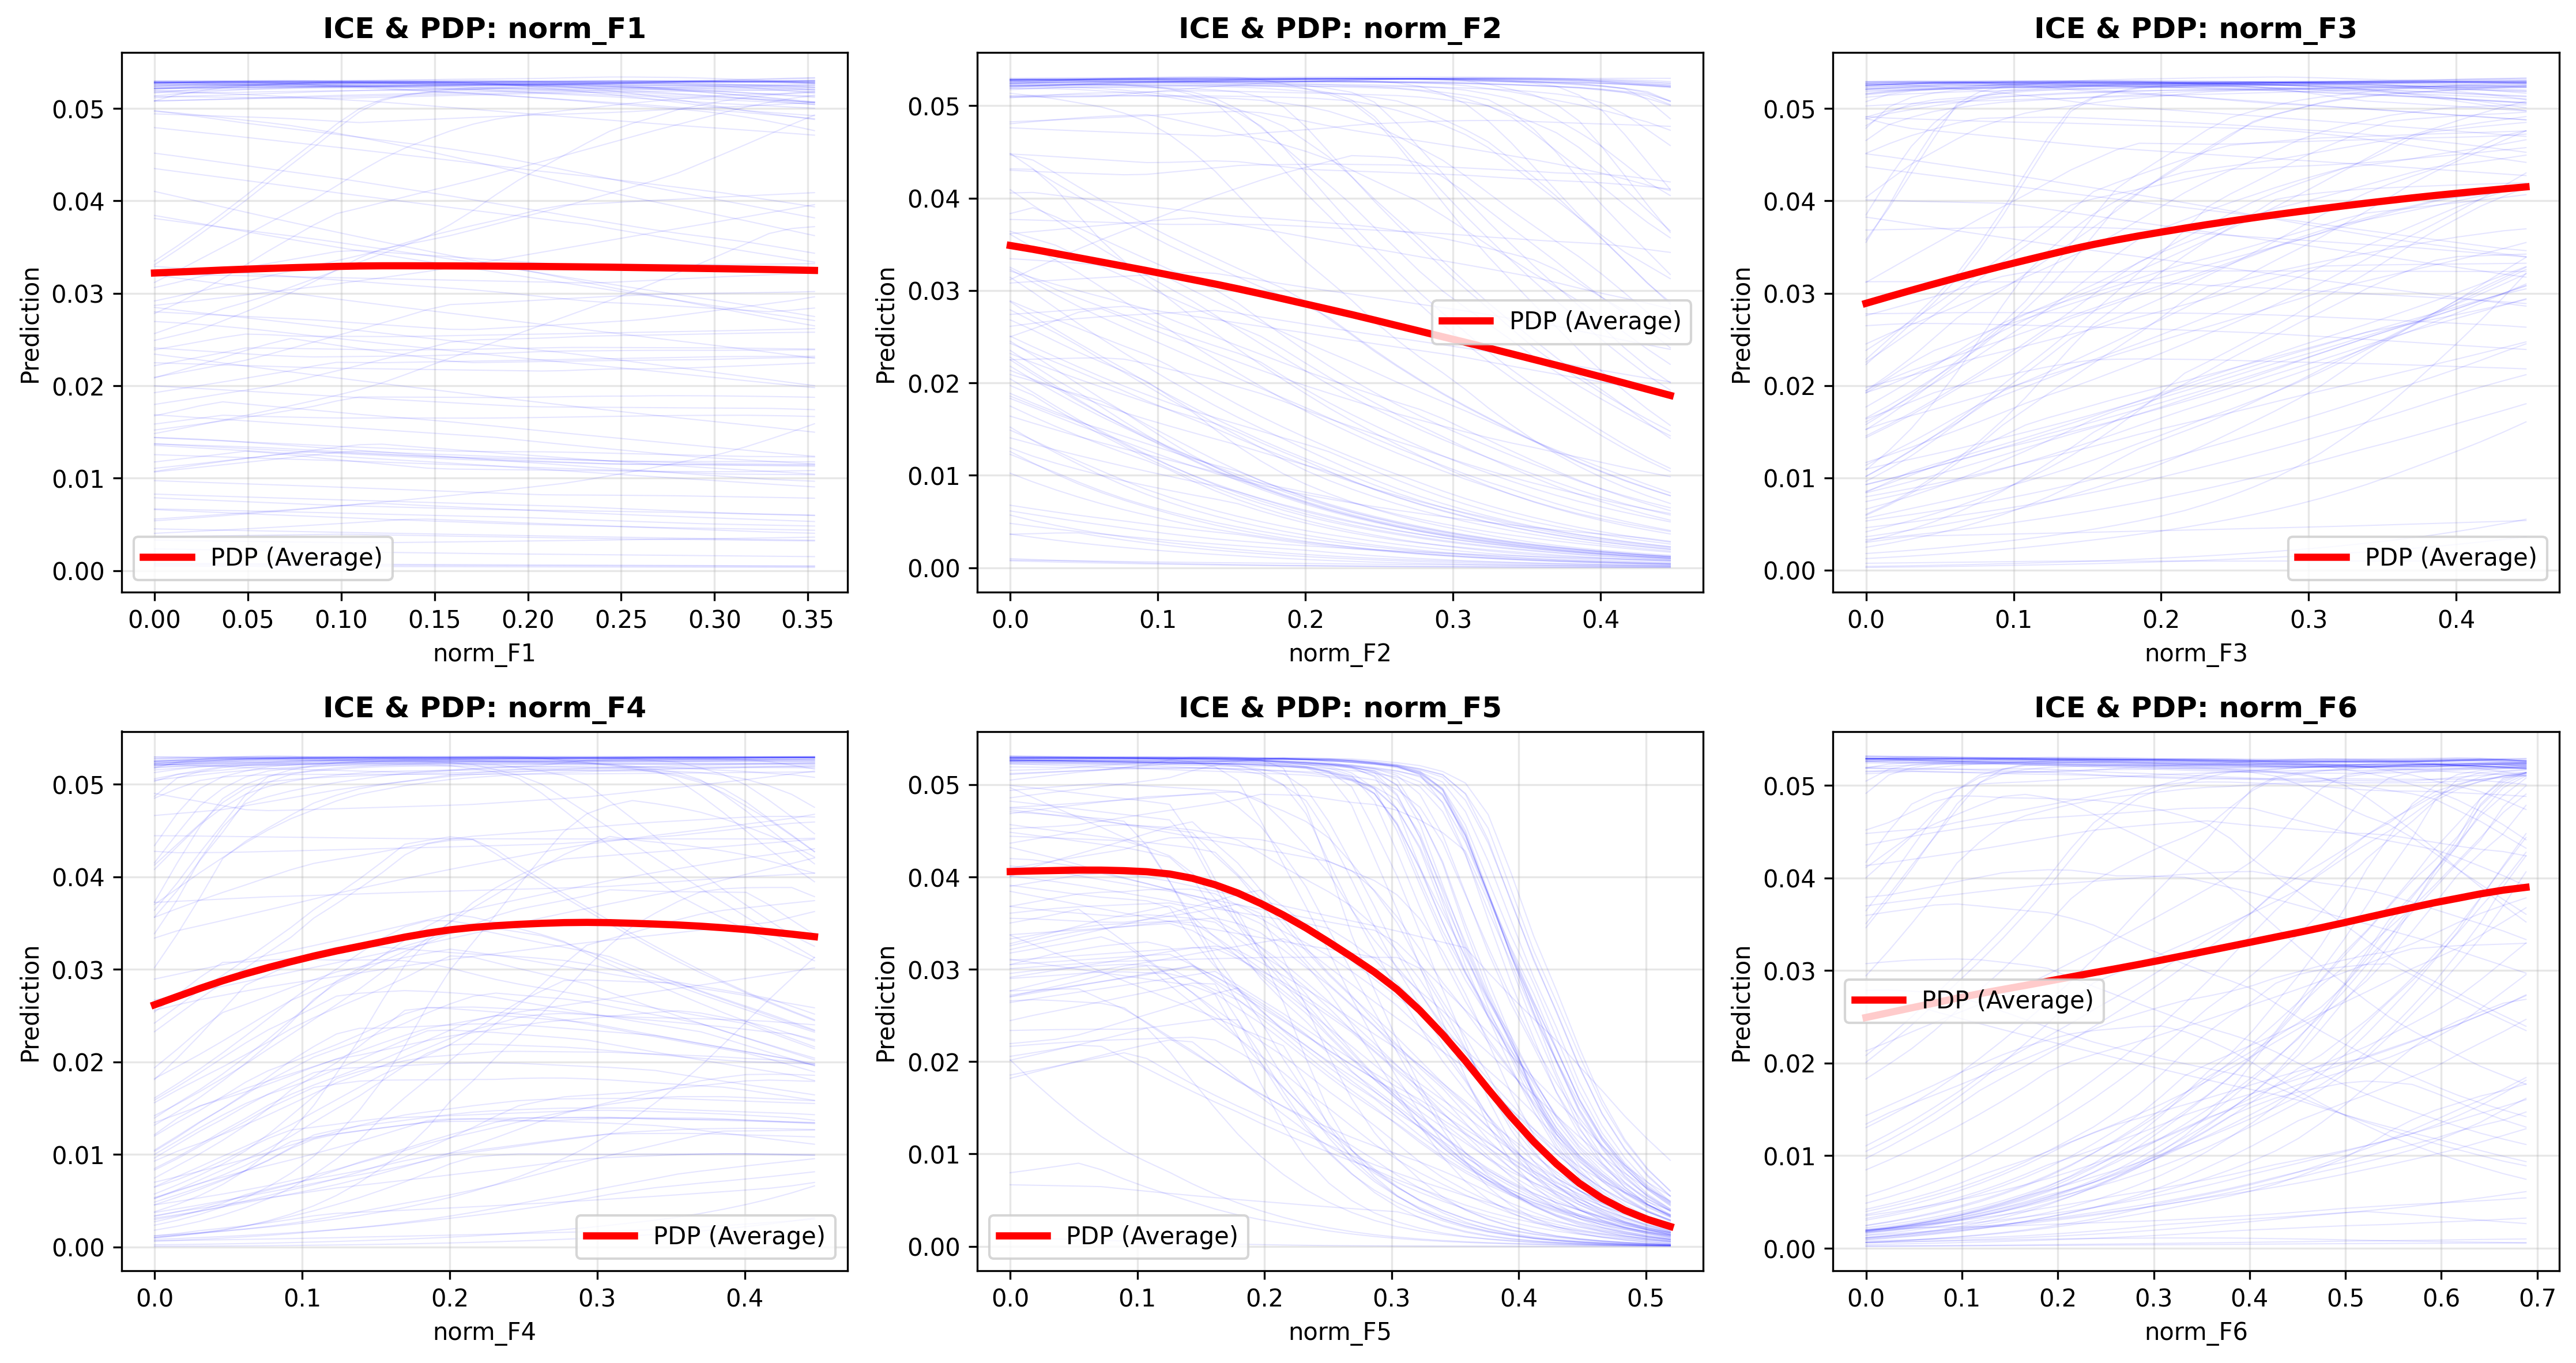 ICE & PDP: norm_F1
0.05
0.04
0.03
0.02
0.01
0.00
Prediction
PDP (Average)
0.00 0.05 0.10 0.15 0.20 0.25 0.30 0.35
norm_F1
ICE & PDP: norm_F2
0.05
0.04
0.03
0.02
0.01
0.00
Prediction
PDP (Average)
0.0 0.1 0.2 0.3 0.4
norm_F2
ICE & PDP: norm_F3
0.05
0.04
0.03
0.02
0.01
0.00
Prediction
PDP (Average)
0.0 0.1 0.2 0.3 0.4
norm_F3
ICE & PDP: norm_F4
0.05
0.04
0.03
0.02
0.01
0.00
Prediction
PDP (Average)
0.0 0.1 0.2 0.3 0.4
norm_F4
ICE & PDP: norm_F5
0.05
0.04
0.03
0.02
0.01
0.00
Prediction
PDP (Average)
0.0 0.1 0.2 0.3 0.4 0.5
norm_F5
ICE & PDP: norm_F6
0.05
0.04
0.03
0.02
0.01
0.00
Prediction
PDP (Average)
0.0 0.1 0.2 0.3 0.4 0.5 0.6 0.7
norm_F6